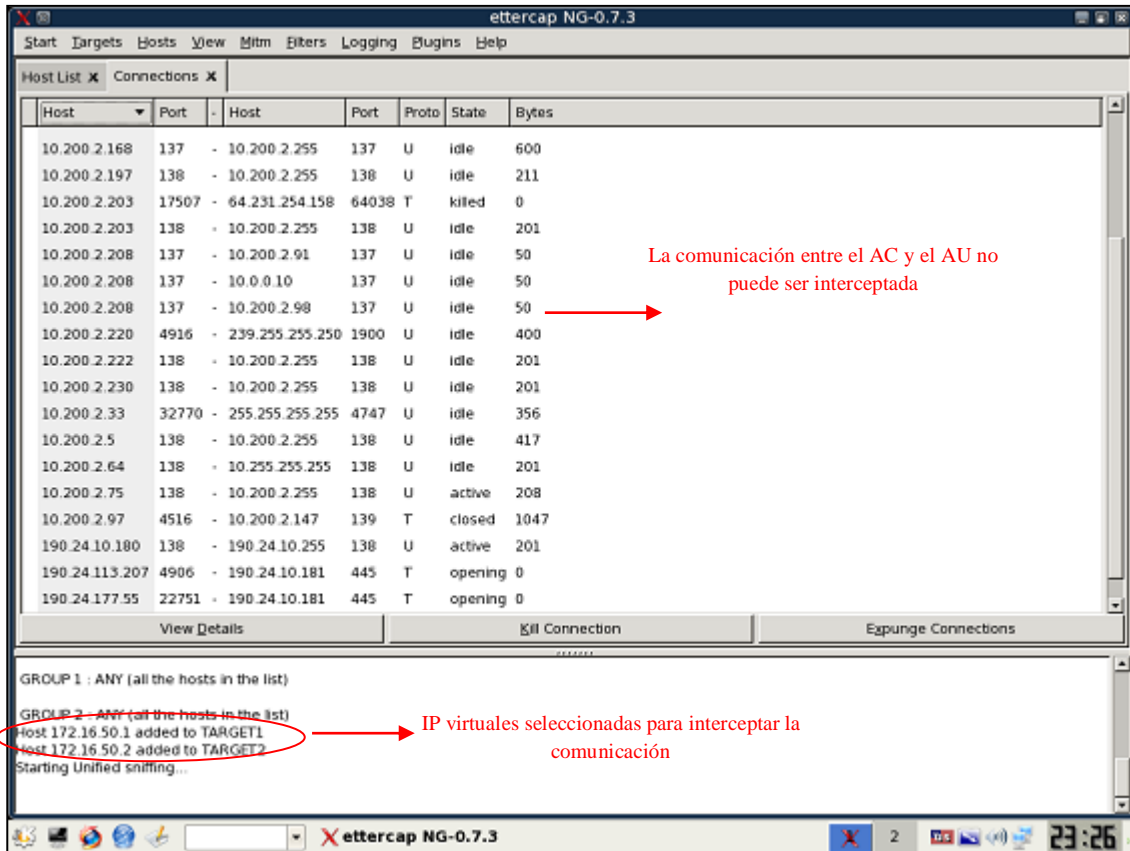 ettercap NG-0.7.3
Start Targets Hosts View Mitm Filters Logging Plugins Help
Host List x Connections x
Host Port - Host Port Proto State Bytes
10.200.2.168 137 - 10.200.2.255 137 U idle 600
10.200.2.197 138 - 10.200.2.255 138 U idle 211
10.200.2.203 17507 - 64.231.254.158 64038 T killed 0
10.200.2.203 138 - 10.200.2.255 138 U idle 201
10.200.2.208 137 - 10.200.2.91 137 U idle 50
10.200.2.208 137 - 10.0.0.10 137 U idle 50
10.200.2.208 137 - 10.200.2.98 137 U idle 50
10.200.2.220 4916 - 239.255.255.250 1900 U idle 400
10.200.2.222 138 - 10.200.2.255 138 U idle 201
10.200.2.230 138 - 10.200.2.255 138 U idle 201
10.200.2.33 32770 - 255.255.255.255 4747 U idle 356
10.200.2.5 138 - 10.200.2.255 138 U idle 417
10.200.2.64 138 - 10.255.255.255 138 U idle 201
10.200.2.75 138 - 10.200.2.255 138 U active 208
10.200.2.97 4516 - 10.200.2.147 139 T closed 1047
190.24.10.180 138 - 190.24.10.255 138 U active 201
190.24.113.207 4906 - 190.24.10.181 445 T opening 0
190.24.177.55 22751 - 190.24.10.181 445 T opening 0
La comunicación entre el AC y el AU no
puede ser interceptada
View Details Kill Connection Expunge Connections
GROUP 1 : ANY (all the hosts in the list)
GROUP 2 : ANY (all the hosts in the list)
Host 172.16.50.1 added to TARGET1
Host 172.16.50.2 added to TARGET2
Starting Unified sniffing...
IP virtuales seleccionadas para interceptar la
comunicación
ettercap NG-0.7.3
2
23:26